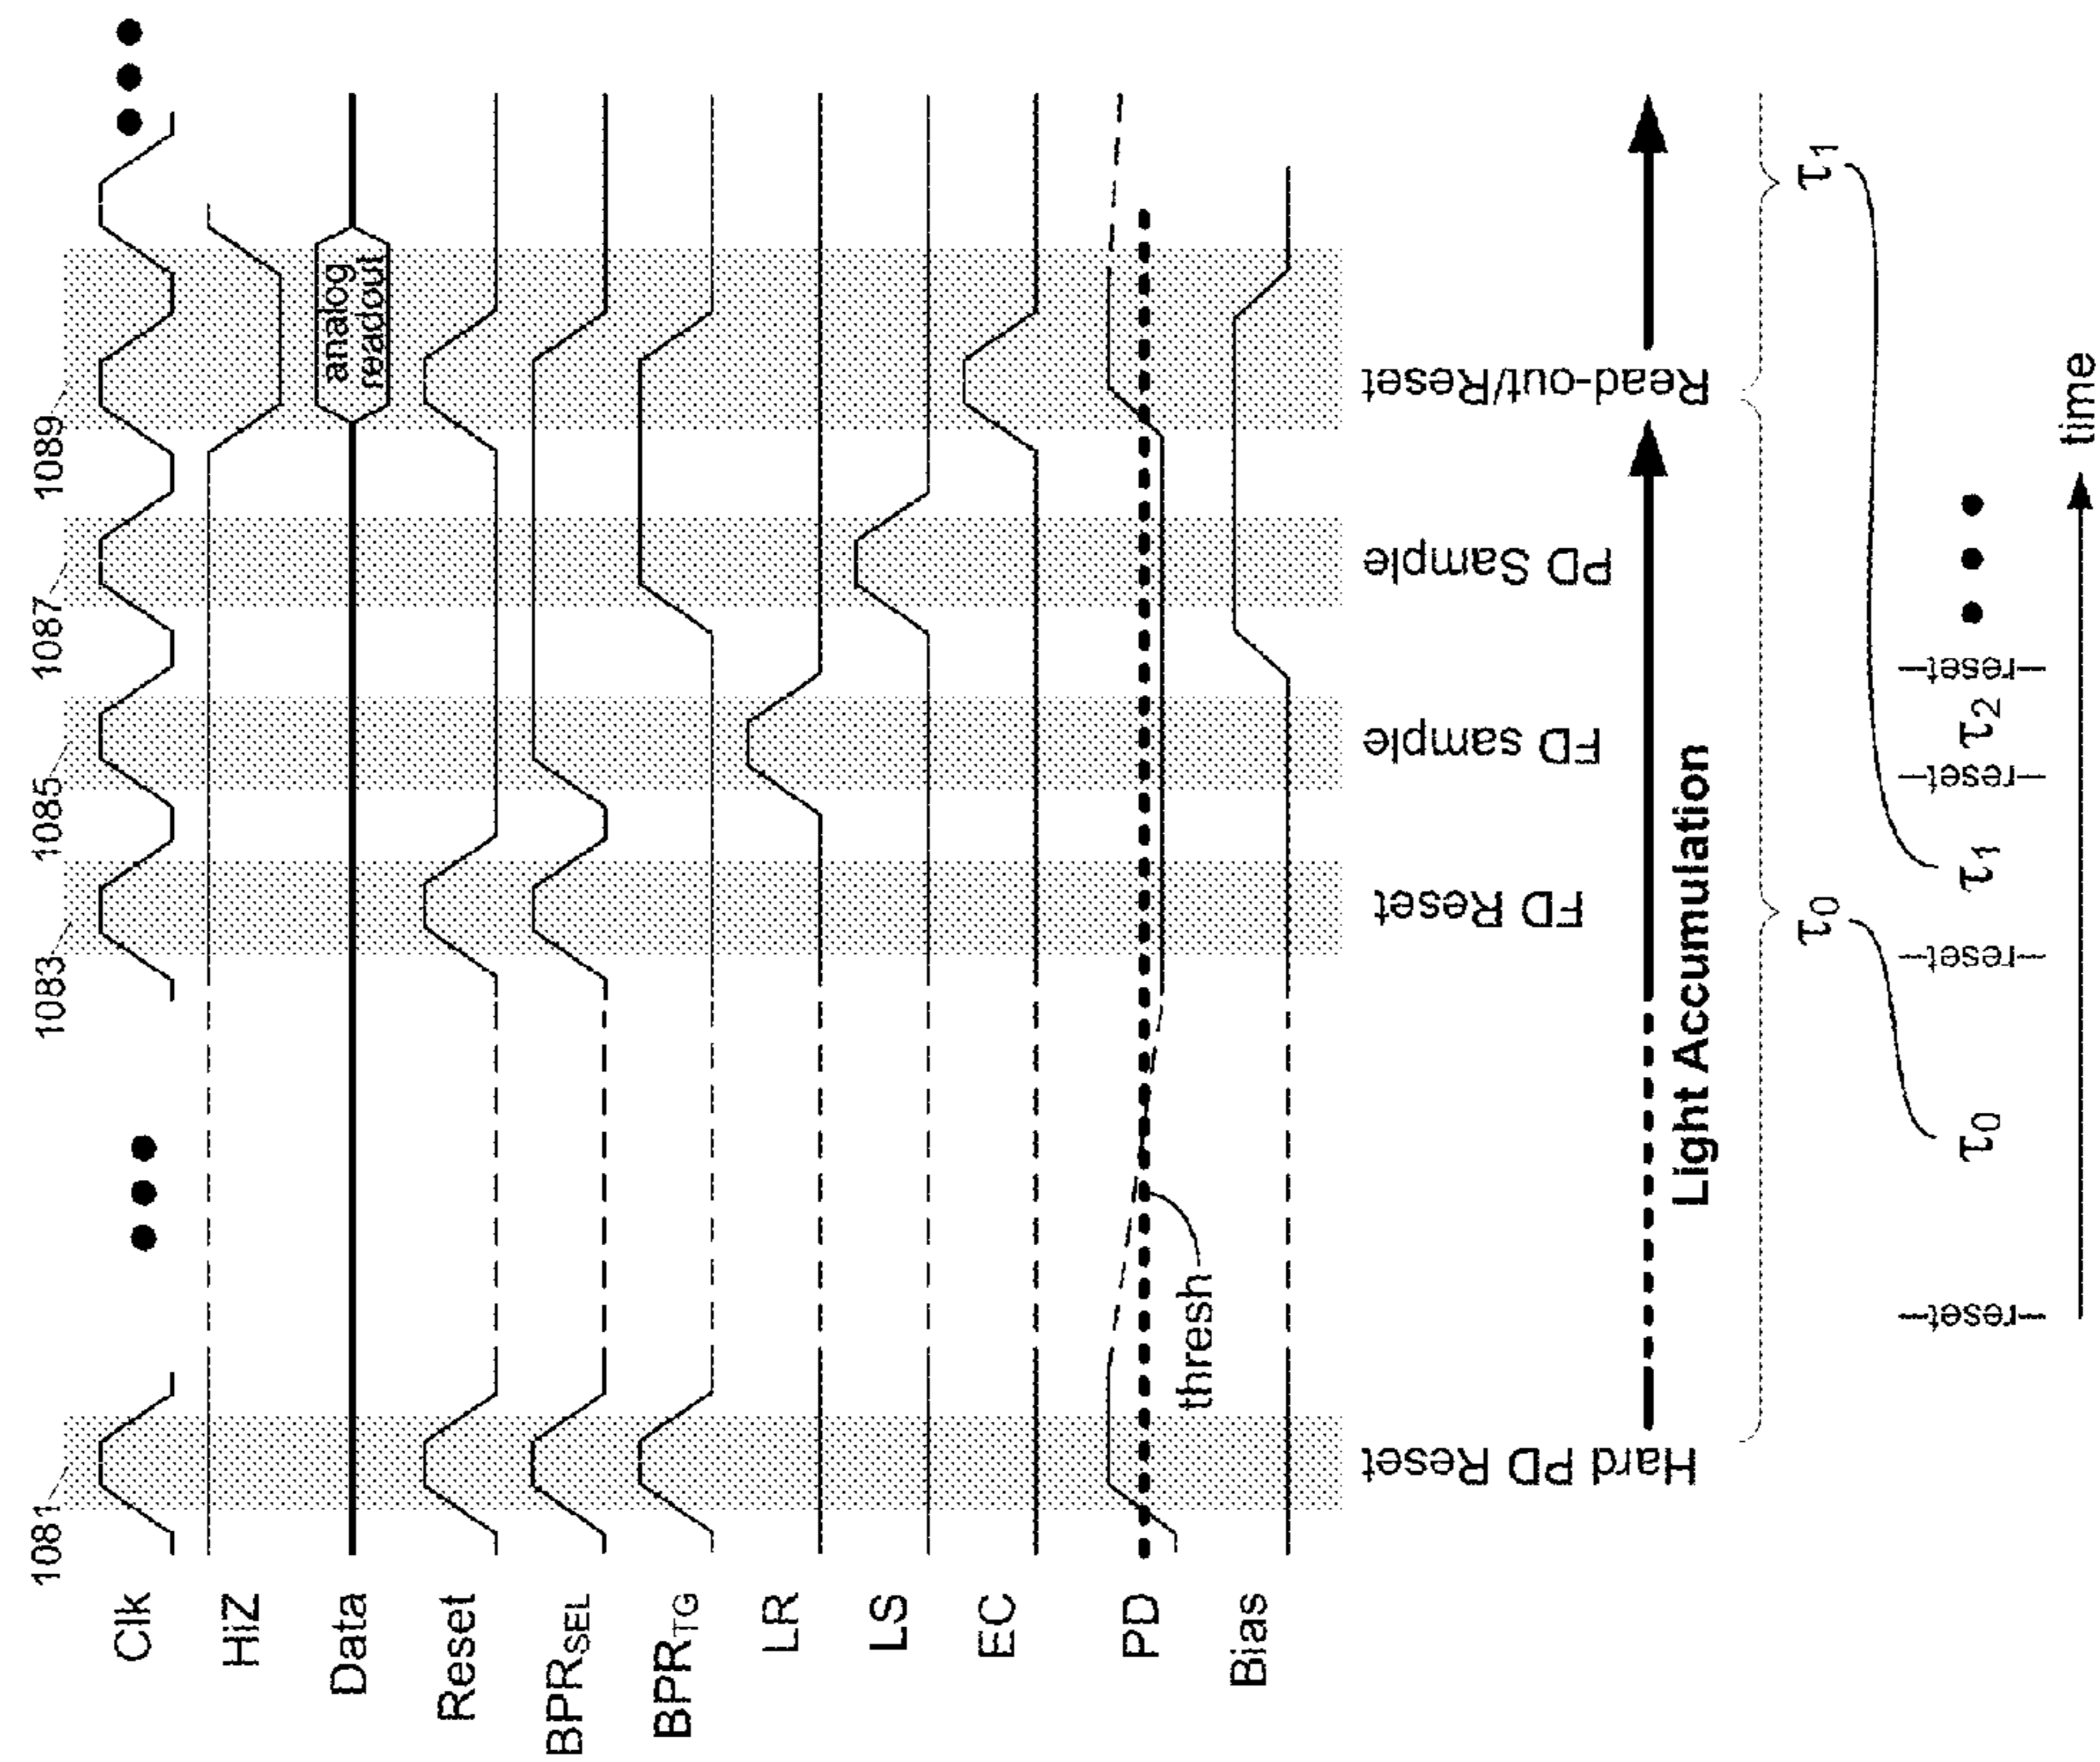 1081
1083
1085
1087
1089
Clk
HiZ
Data
analog
readout
Reset
BPR_SEL
BPR_TG
LR
LS
EC
PD
thresh
Bias
Hard PD Reset
FD Reset
FD sample
PD Sample
Read-out/Reset
Light Accumulation
τ0
τ1
reset
τ0
reset
τ1
reset
τ2
reset
time